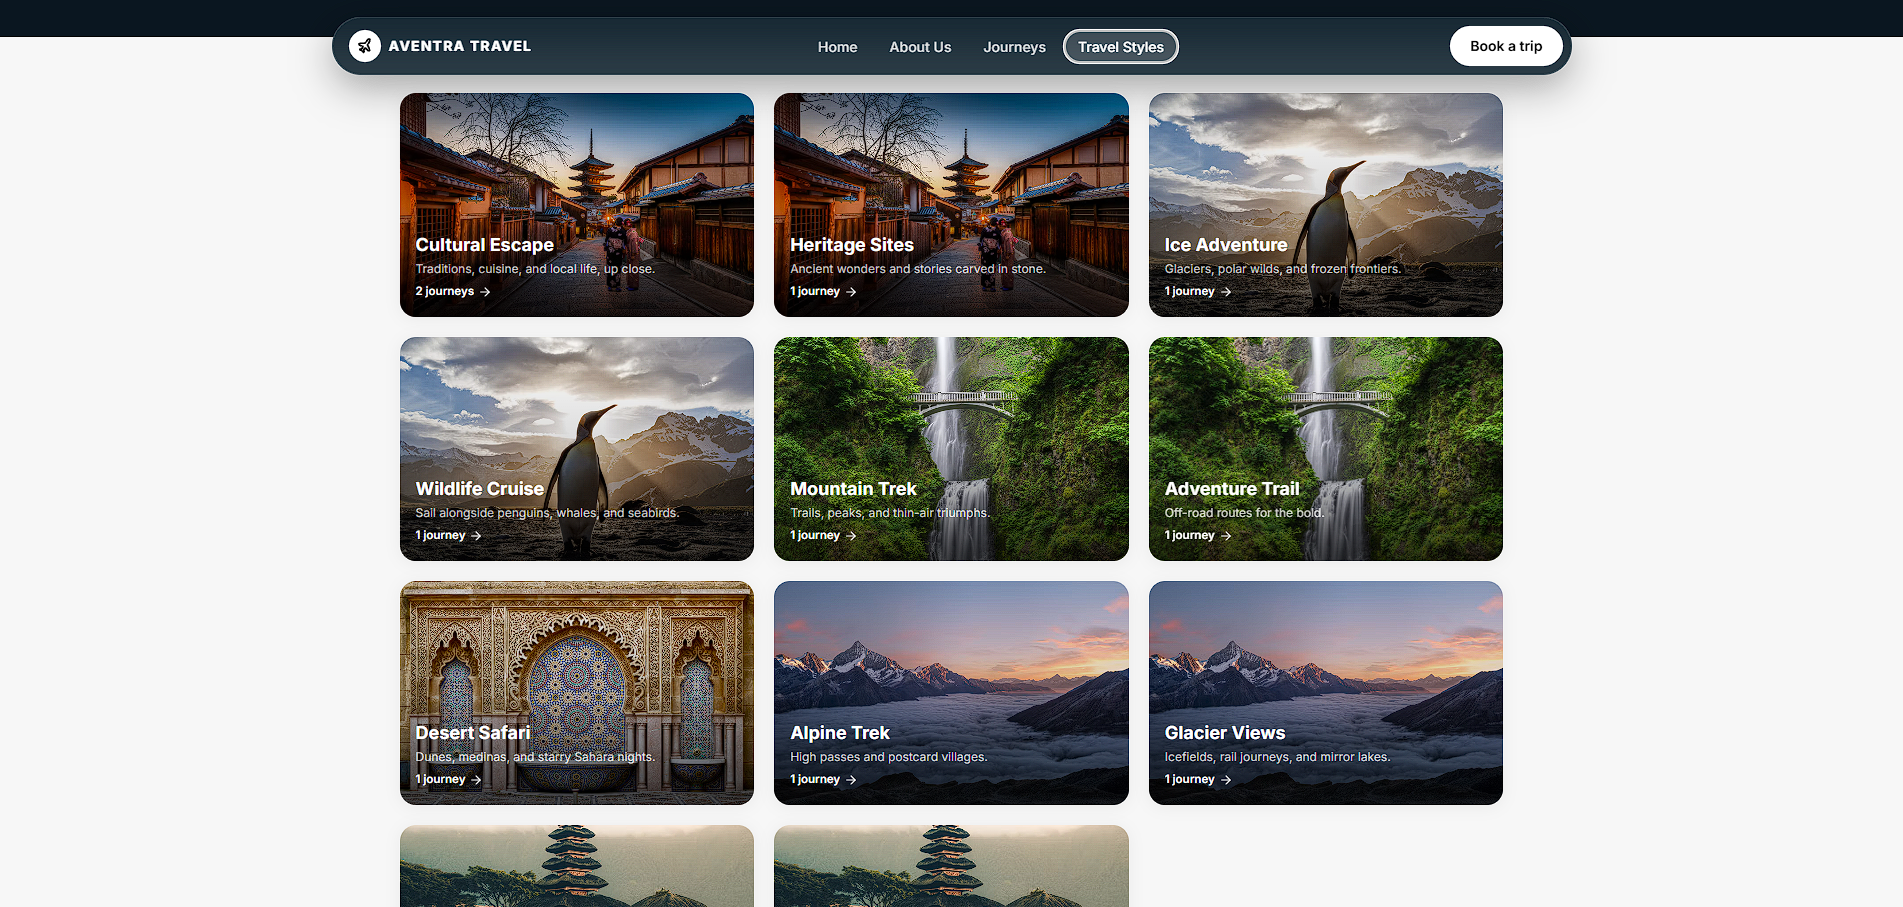 AVENTRA TRAVEL
Home
About Us
Journeys
Travel Styles
Book a trip
Cultural Escape
Traditions, cuisine, and local life, up close.
2 journeys →
Heritage Sites
Ancient wonders and stories carved in stone.
1 journey →
Ice Adventure
Glaciers, polar wilds, and frozen frontiers.
1 journey →
Wildlife Cruise
Sail alongside penguins, whales, and seabirds.
1 journey →
Mountain Trek
Trails, peaks, and thin-air triumphs.
1 journey →
Adventure Trail
Off-road routes for the bold.
1 journey →
Desert Safari
Dunes, medinas, and starry Sahara nights.
1 journey →
Alpine Trek
High passes and postcard villages.
1 journey →
Glacier Views
Icefields, rail journeys, and mirror lakes.
1 journey →